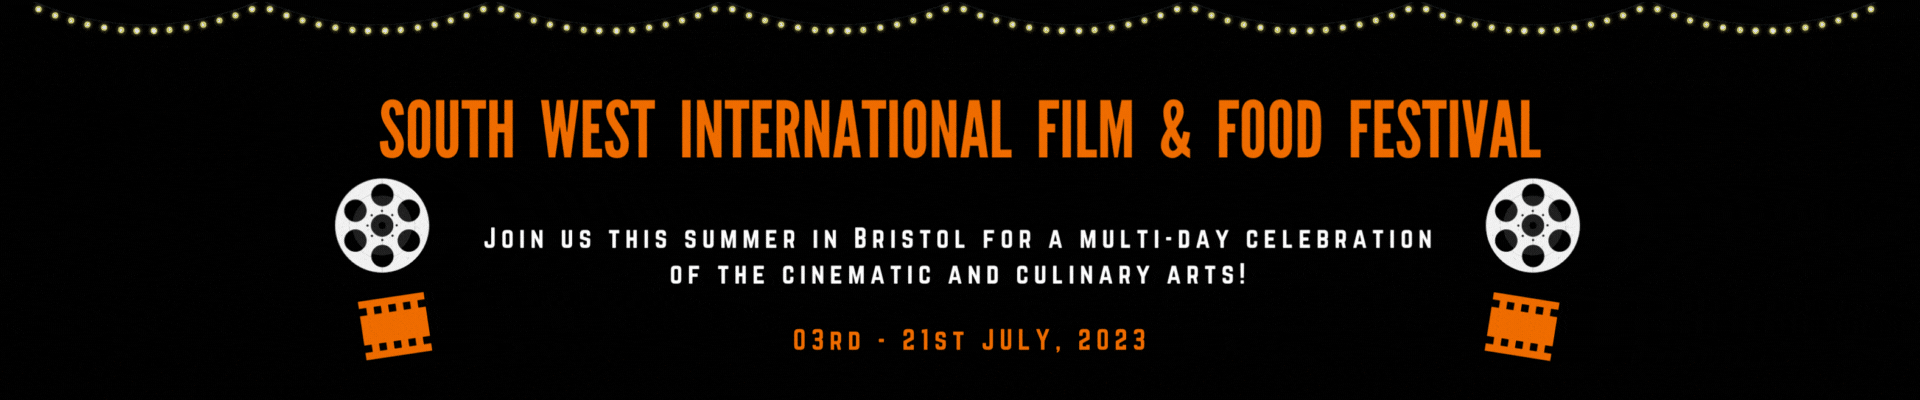 SOUTH WEST INTERNATIONAL FILM & FOOD FESTIVAL
JOIN US THIS SUMMER IN BRISTOL FOR A MULTI-DAY CELEBRATION
OF THE CINEMATIC AND CULINARY ARTS!
03RD - 21ST JULY, 2023